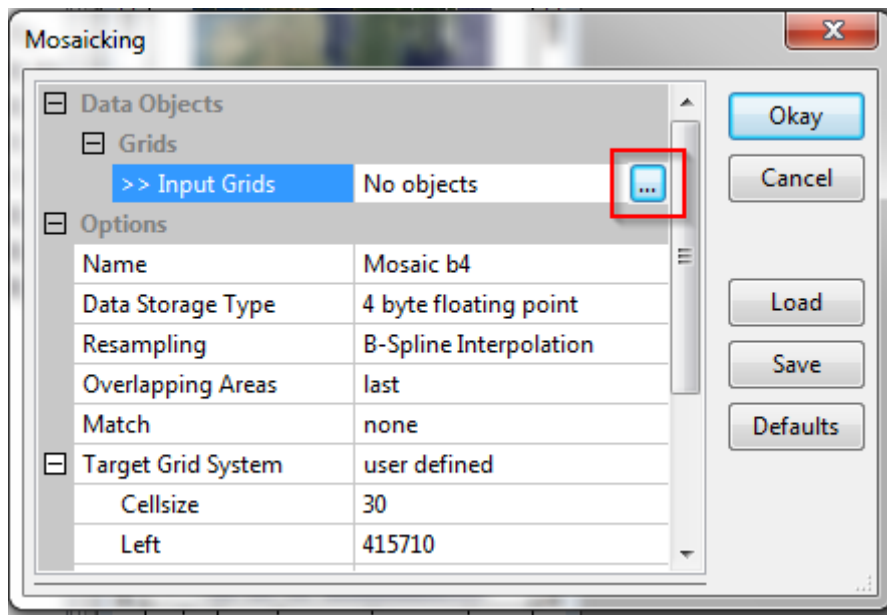 Mosaicking
Data Objects
Grids
>> Input Grids No objects ...
Options
Name Mosaic b4
Data Storage Type 4 byte floating point
Resampling B-Spline Interpolation
Overlapping Areas last
Match none
Target Grid System user defined
Cellsize 30
Left 415710
Okay
Cancel
Load
Save
Defaults